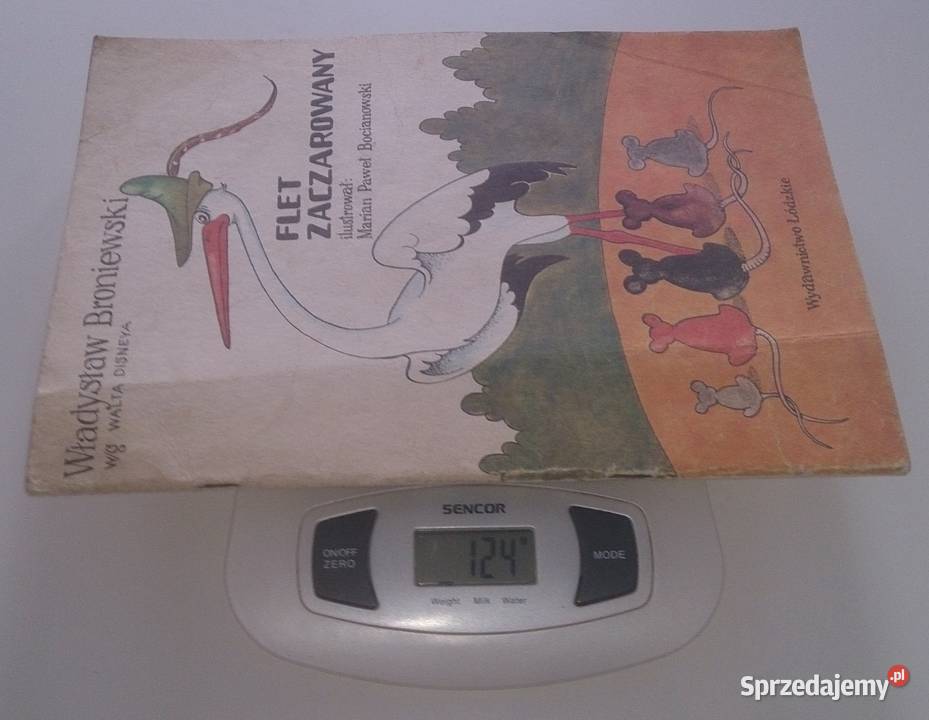 Władysław Broniewski
wg WALTA DISNEYA
FLET
ZACZAROWANY
ilustrował:
Marian Paweł Bocianowski
Wydawnictwo Łódzkie
SENCOR
ON/OFF
ZERO
124g
MODE
Weight Milk Water
Sprzedajemy.pl